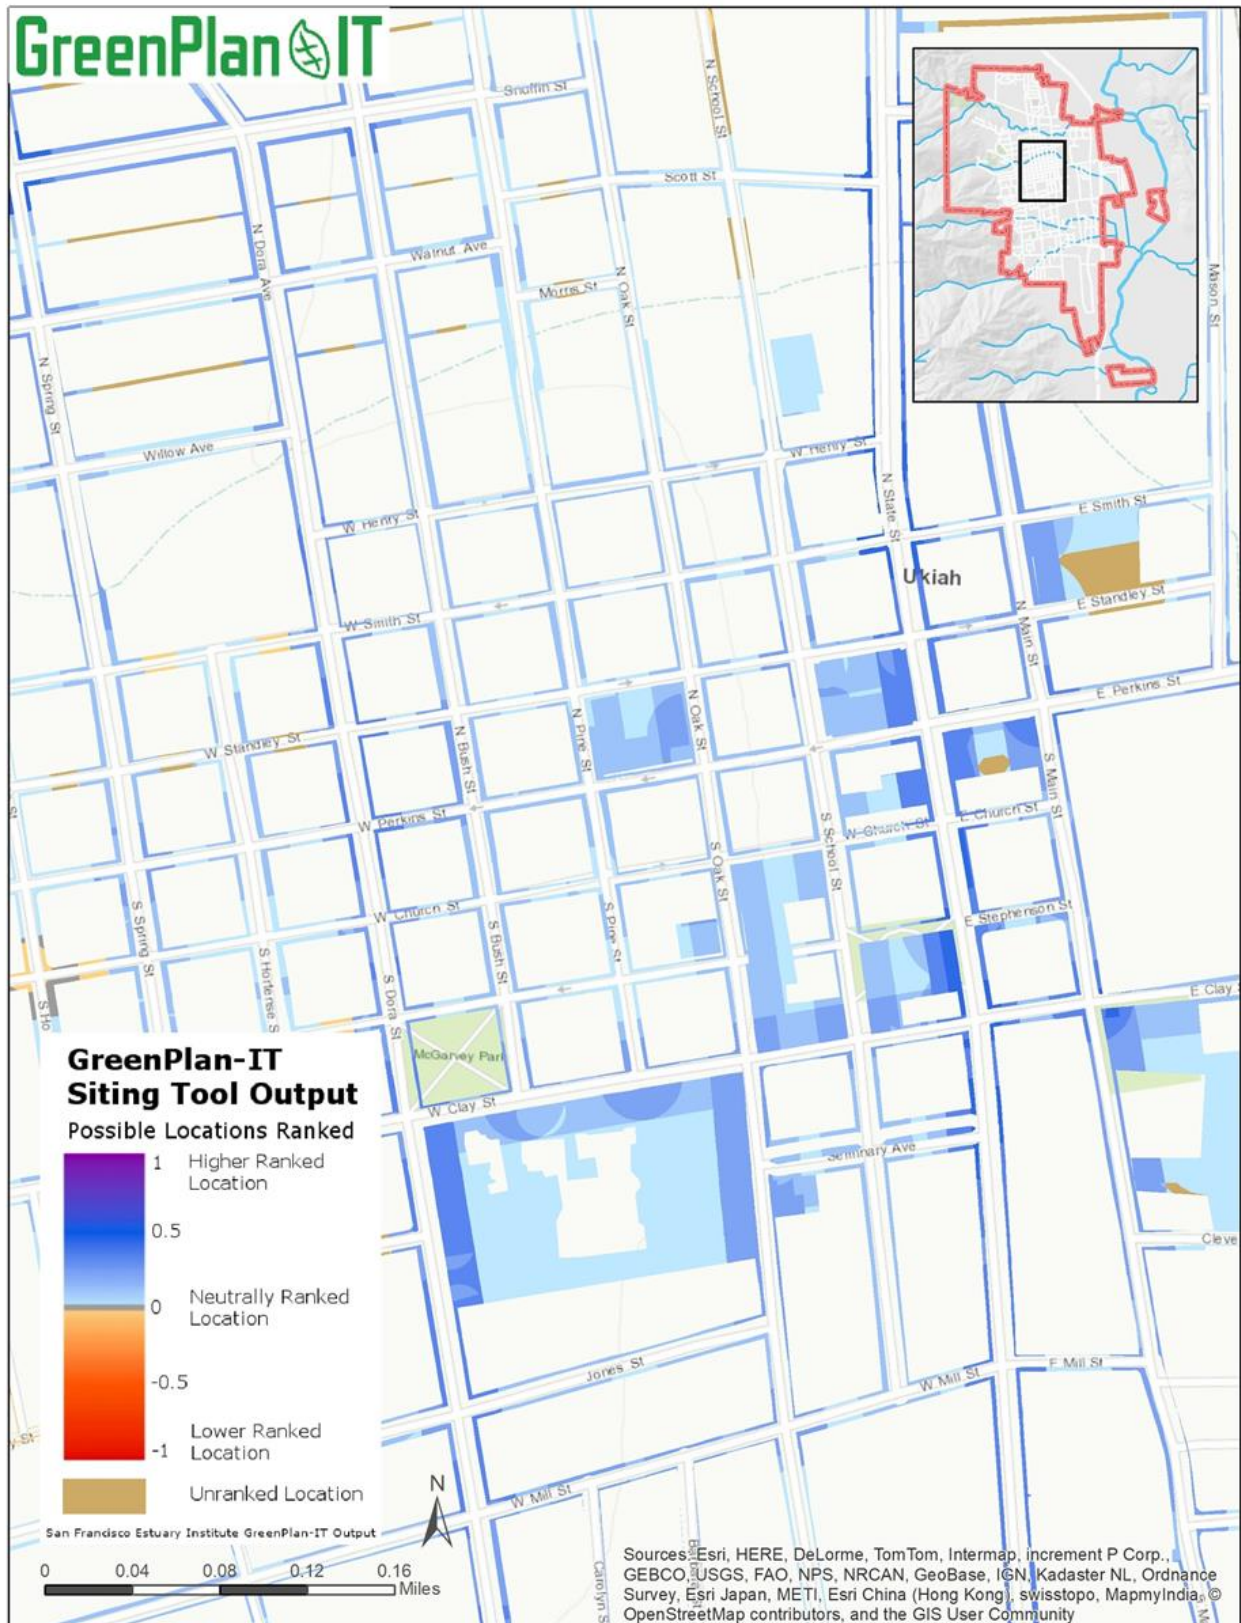 GreenPlan IT
Snuffin St
N School St
Scott St
N Dora Ave
Walnut Ave
Morris St
N Oak St
Mason St
N Spring St
Willow Ave
W Henry St
W Henry St
N State St
E Smith St
Ukiah
W Smith St
E Standley St
N Main St
E Perkins St
W Standley St
N Bush St
N Pine St
N Oak St
S Main St
W Perkins St
S School St
W Church St
E Church St
S Oak St
W Church St
S Spring St
S Hortense S
S Bush St
S Pine St
E Stephenson St
S Dora St
S Ho
E Clay S
McGarvey Park
W Clay St
Seminary Ave
Cleve
Jones St
W Mill St
E Mill St
W Mill St
Carolyn S
GreenPlan-IT
Siting Tool Output
Possible Locations Ranked
1 Higher Ranked
Location
0.5
0 Neutrally Ranked
Location
-0.5
-1 Lower Ranked
Location
Unranked Location
San Francisco Estuary Institute GreenPlan-IT Output
N
0 0.04 0.08 0.12 0.16
Miles
Sources: Esri, HERE, DeLorme, TomTom, Intermap, increment P Corp.,
GEBCO, USGS, FAO, NPS, NRCAN, GeoBase, IGN, Kadaster NL, Ordnance
Survey, Esri Japan, METI, Esri China (Hong Kong), swisstopo, MapmyIndia, ©
OpenStreetMap contributors, and the GIS User Community